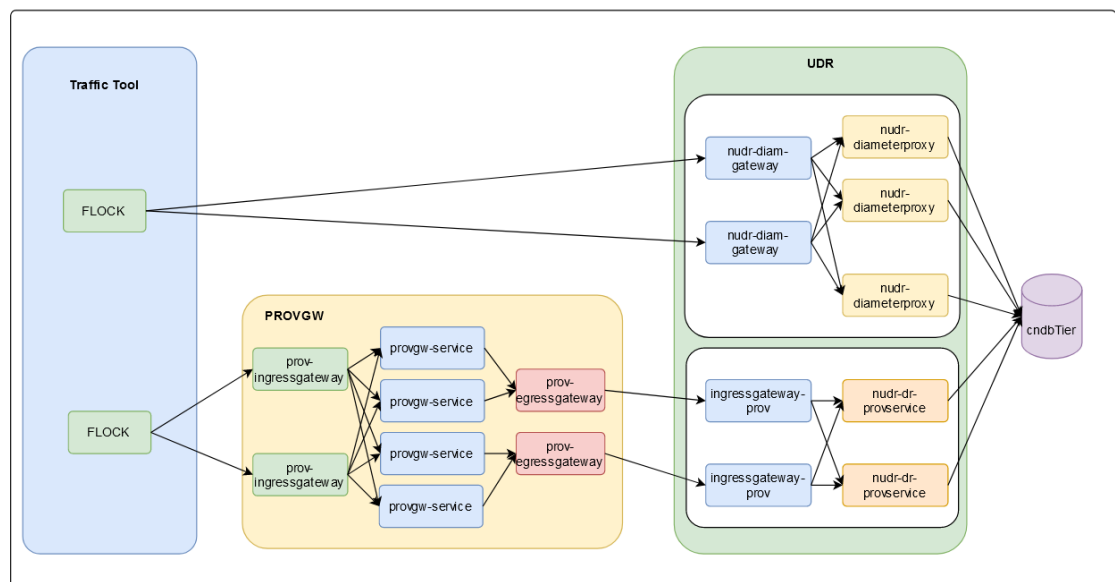 Traffic Tool
UDR
nudr-diam-
gateway
nudr-
diameterproxy
nudr-
diameterproxy
FLOCK
nudr-diam-
gateway
nudr-
diameterproxy
cndbTier
PROVGW
prov-
ingressgateway
provgw-service
provgw-service
prov-
egressgateway
ingressgateway-
prov
nudr-dr-
provservice
FLOCK
prov-
ingressgateway
provgw-service
provgw-service
prov-
egressgateway
ingressgateway-
prov
nudr-dr-
provservice